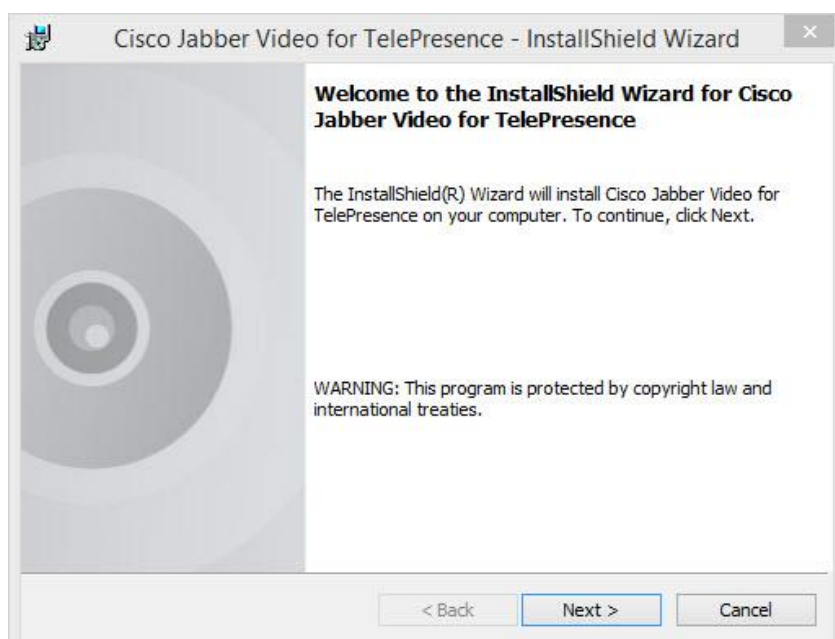 Cisco Jabber Video for TelePresence - InstallShield Wizard
Welcome to the InstallShield Wizard for Cisco
Jabber Video for TelePresence
The InstallShield(R) Wizard will install Cisco Jabber Video for
TelePresence on your computer. To continue, click Next.
WARNING: This program is protected by copyright law and
international treaties.
< Back
Next >
Cancel